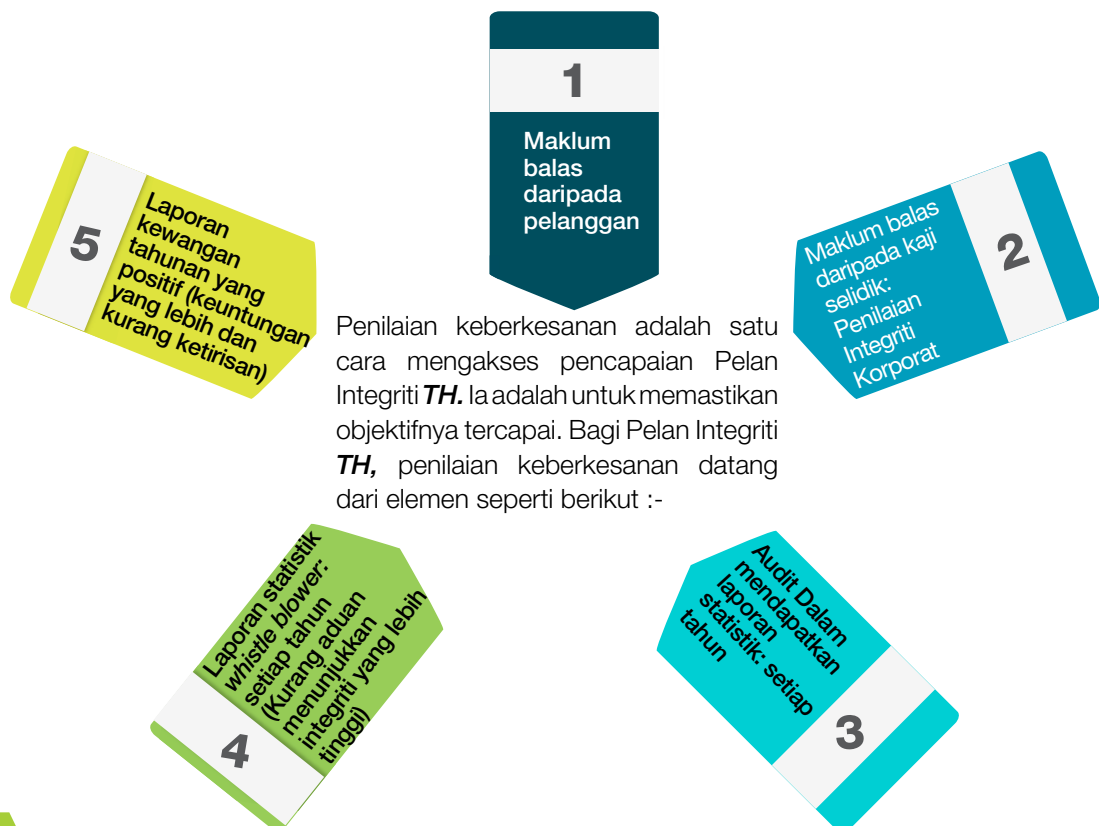 1
Maklum
balas
daripada
pelanggan
Maklum balas
daripada kaji
selidik:
Penilaian
Integriti
Korporat
2
Penilaian keberkesanan adalah satu
cara mengakses pencapaian Pelan
Integriti TH. Ia adalah untuk memastikan
objektifnya tercapai. Bagi Pelan Integriti
TH, penilaian keberkesanan datang
dari elemen seperti berikut :-
Audit Dalam
mendapatkan
laporan
statistik: setiap
tahun
3
Laporan statistik
whistle blower:
setiap tahun
(Kurang aduan
menunjukkan
integriti yang lebih
tinggi)
4
5
Laporan
kewangan
tahunan yang
positif (keuntungan
yang lebih dan
kurang ketirisan)